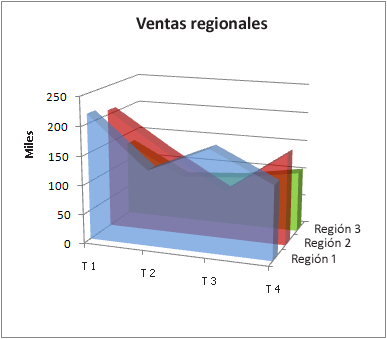 Ventas regionales
Miles
250
200
150
100
50
0
T 1
T 2
T 3
T 4
Región 3
Región 2
Región 1